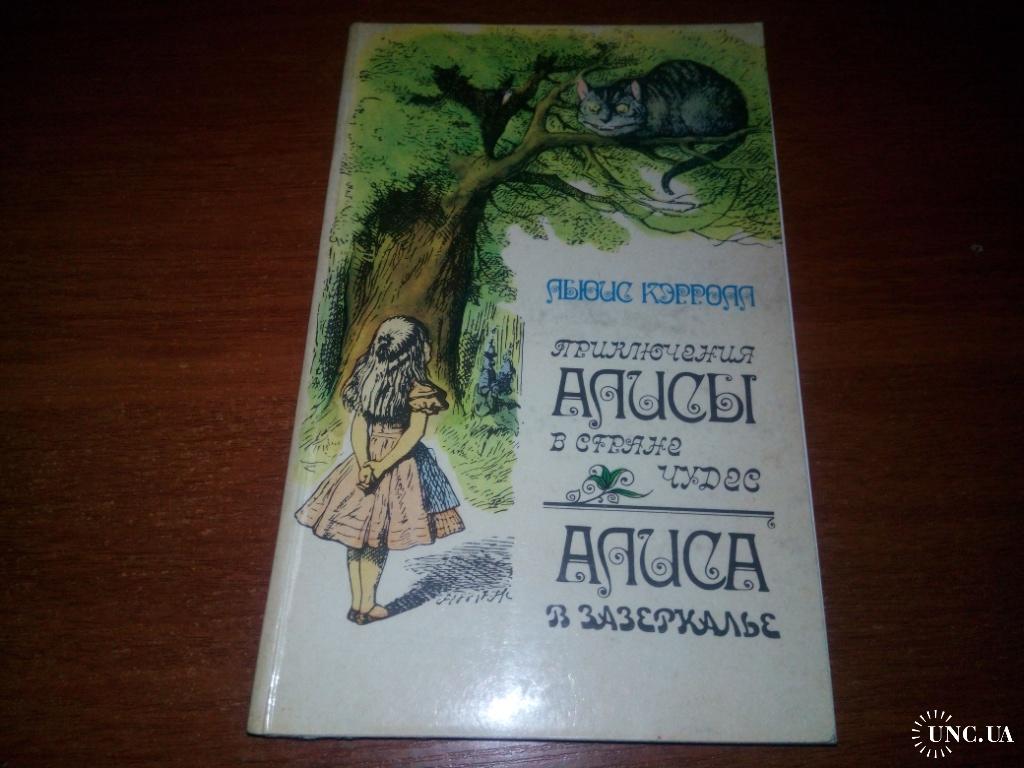 ЛЬЮИС КЭРРОЛЛ
ПРИКЛЮЧЕНИЯ
АЛИСЫ
В СТРАНЕ
ЧУДЕС
АЛИСА
В ЗАЗЕРКАЛЬЕ
UNC.UA